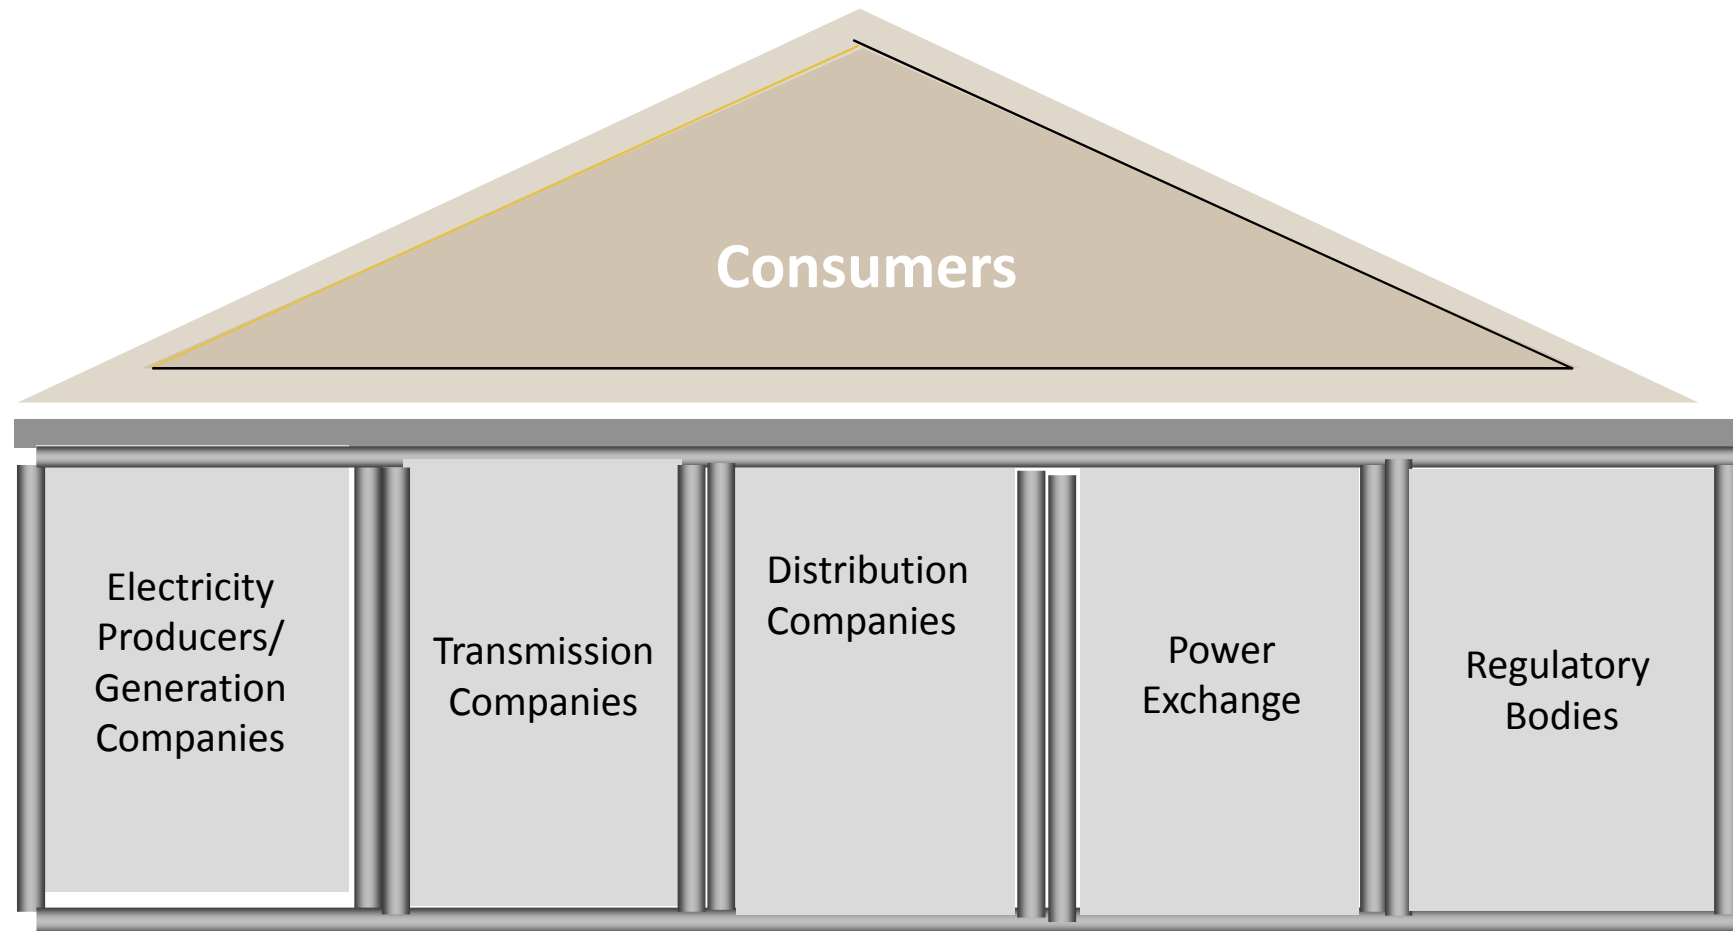 Consumers
Electricity
Producers/
Generation
Companies
Transmission
Companies
Distribution
Companies
Power
Exchange
Regulatory
Bodies